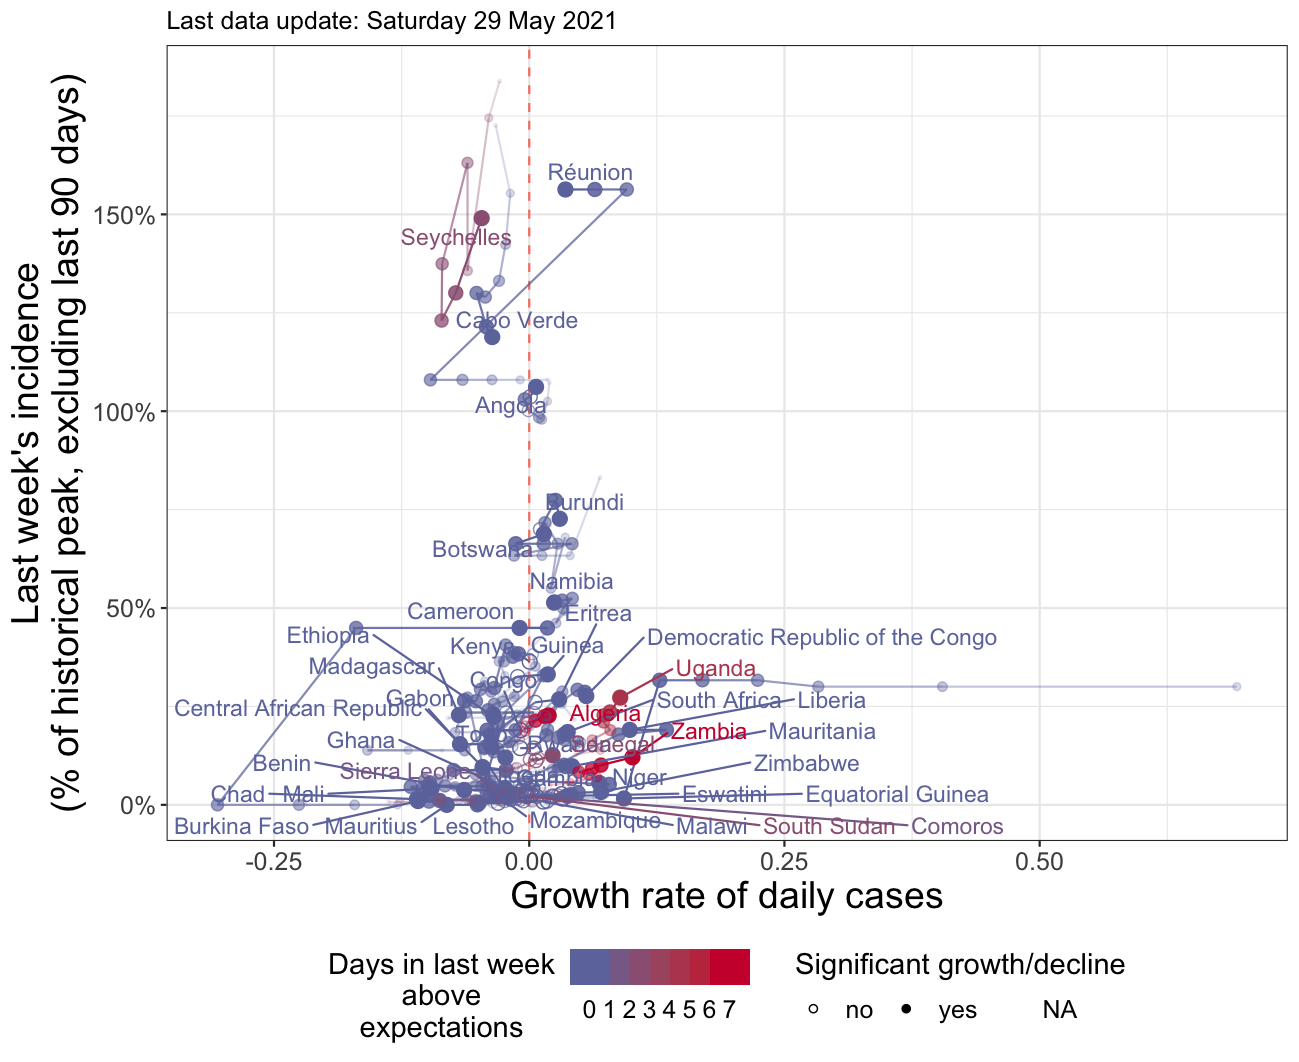 Last data update: Saturday 29 May 2021
Last week's incidence
(% of historical peak, excluding last 90 days)
150%
100%
50%
0%
Réunion
Seychelles
Cabo Verde
Angola
Burundi
Botswana
Namibia
Cameroon
Eritrea
Ethiopia
Kenya
Guinea
Democratic Republic of the Congo
Madagascar
Uganda
Congo
Gabon
South Africa
Liberia
Central African Republic
Algeria
Zambia
Mauritania
Ghana
Togo
Rwanda
Senegal
Benin
Zimbabwe
Sierra Leone
Niger
Chad
Mali
Eswatini
Equatorial Guinea
Burkina Faso
Mauritius
Lesotho
Mozambique
Malawi
South Sudan
Comoros
-0.25
0.00
0.25
0.50
Growth rate of daily cases
Days in last week
above
expectations
0 1 2 3 4 5 6 7
Significant growth/decline
no
yes
NA